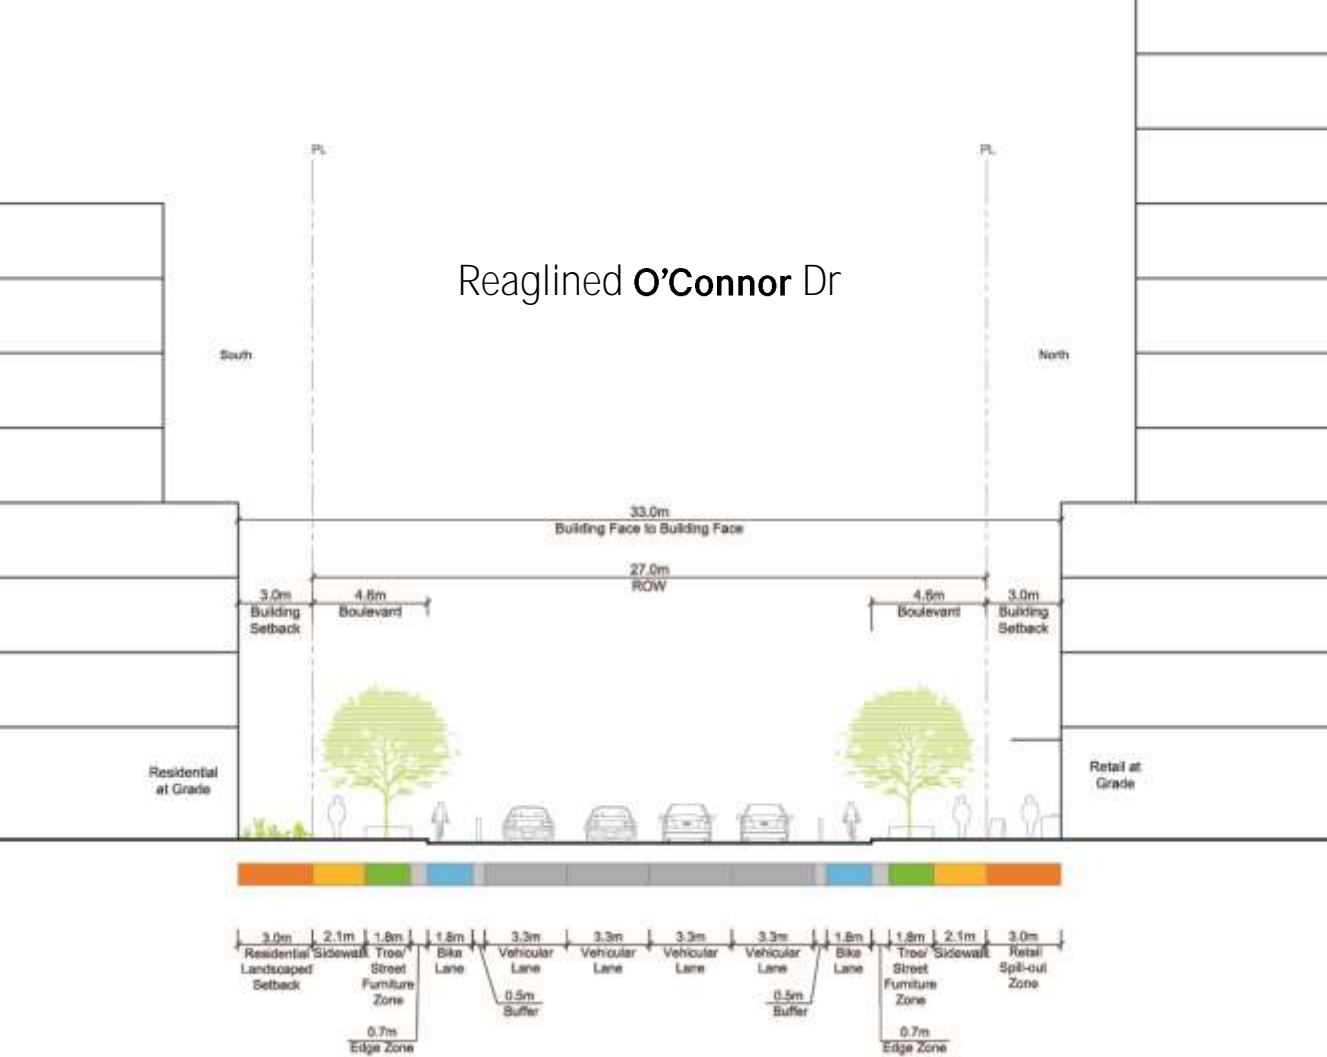 PL
PL
Reaglined O'Connor Dr
South
North
33.0m
Building Face to Building Face
27.0m
ROW
3.0m
Building
Setback
4.6m
Boulevard
4.6m
Boulevard
3.0m
Building
Setback
Residential
at Grade
Retail at
Grade
3.0m
Residential
Landscaped
Setback
2.1m
Sidewalk
1.8m
Tree/
Street
Furniture
Zone
0.7m
Edge Zone
1.8m
Bike
Lane
0.5m
Buffer
3.3m
Vehicular
Lane
3.3m
Vehicular
Lane
3.3m
Vehicular
Lane
3.3m
Vehicular
Lane
0.5m
Buffer
1.8m
Bike
Lane
0.7m
Edge Zone
1.8m
Tree/
Street
Furniture
Zone
2.1m
Sidewalk
3.0m
Retail
Spill-out
Zone